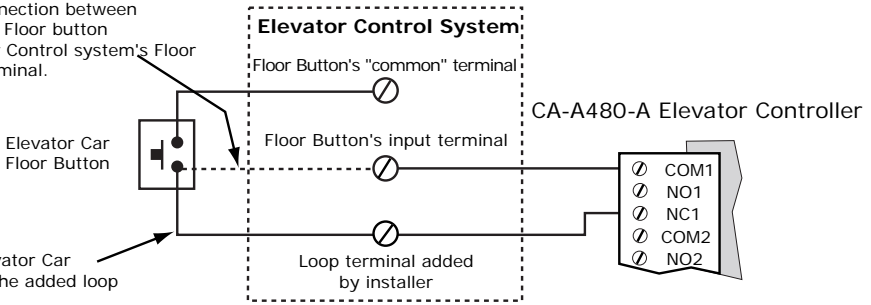 nection between
Floor button
Control system's Floor
minal.
Elevator Control System
Floor Button's "common" terminal
CA-A480-A Elevator Controller
Elevator Car
Floor Button
Floor Button's input terminal
COM1
NO1
NC1
COM2
NO2
vator Car
he added loop
Loop terminal added
by installer